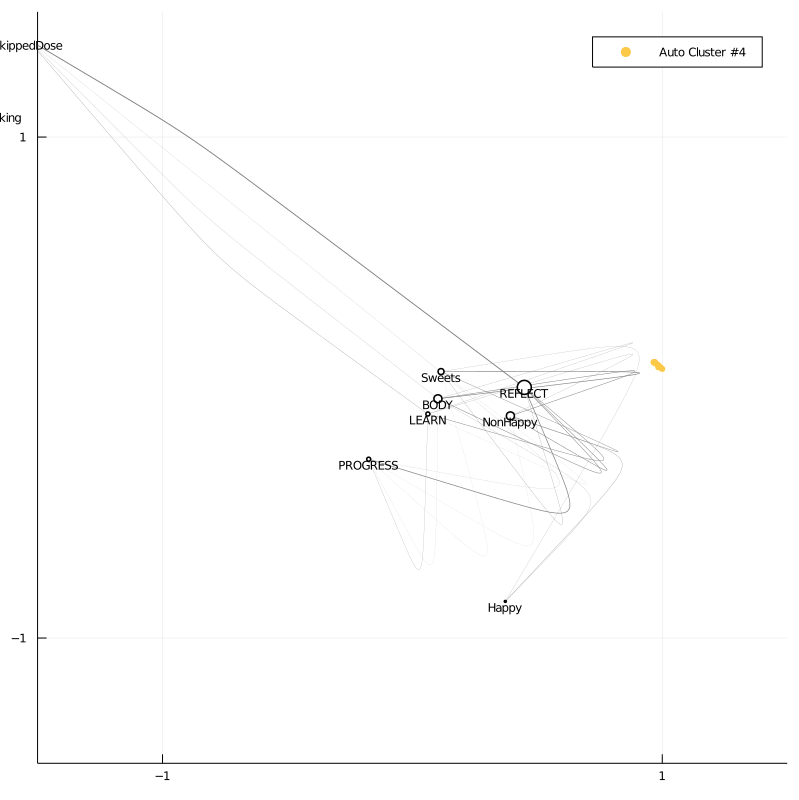 kippedDose
Auto Cluster #4
king
1
Sweets
REFLECT
BODY
LEARN
NonHappy
PROGRESS
Happy
−1
−1
1